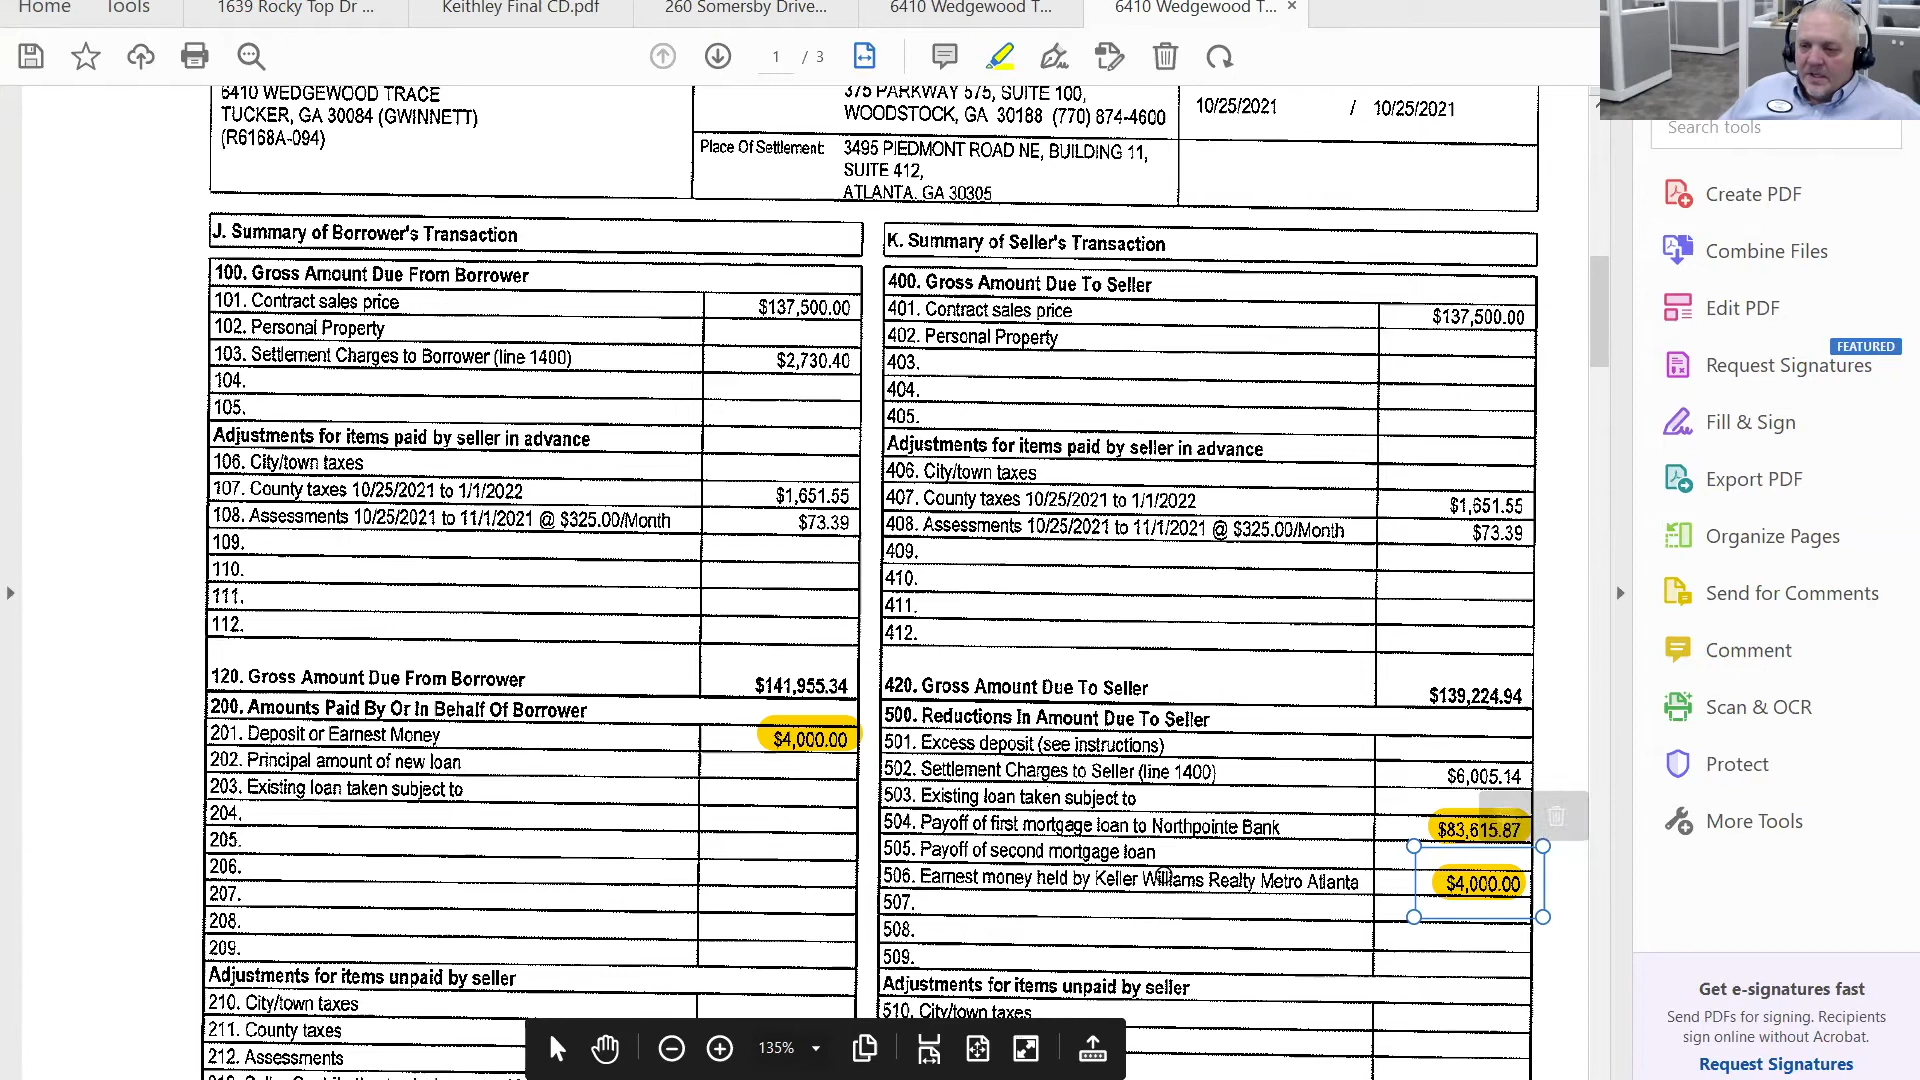 Home Tools 1639 Rocky Top Dr ... Keithley Final CD.pdf 260 Somersby Drive... 6410 Wedgewood T... 6410 Wedgewood T... ×
1 / 3
6410 WEDGEWOOD TRACE
TUCKER, GA 30084 (GWINNETT)
(R6168A-094)
375 PARKWAY 575, SUITE 100,
WOODSTOCK, GA 30188 (770) 874-4600
10/25/2021 / 10/25/2021
Place Of Settlement: 3495 PIEDMONT ROAD NE, BUILDING 11,
SUITE 412,
ATLANTA, GA 30305
J. Summary of Borrower's Transaction
100. Gross Amount Due From Borrower
101. Contract sales price $137,500.00
102. Personal Property
103. Settlement Charges to Borrower (line 1400) $2,730.40
104.
105.
Adjustments for items paid by seller in advance
106. City/town taxes
107. County taxes 10/25/2021 to 1/1/2022 $1,651.55
108. Assessments 10/25/2021 to 11/1/2021 @ $325.00/Month $73.39
109.
110.
111.
112.
120. Gross Amount Due From Borrower $141,955.34
200. Amounts Paid By Or In Behalf Of Borrower
201. Deposit or Earnest Money $4,000.00
202. Principal amount of new loan
203. Existing loan taken subject to
204.
205.
206.
207.
208.
209.
Adjustments for items unpaid by seller
210. City/town taxes
211. County taxes
212. Assessments
K. Summary of Seller's Transaction
400. Gross Amount Due To Seller
401. Contract sales price $137,500.00
402. Personal Property
403.
404.
405.
Adjustments for items paid by seller in advance
406. City/town taxes
407. County taxes 10/25/2021 to 1/1/2022 $1,651.55
408. Assessments 10/25/2021 to 11/1/2021 @ $325.00/Month $73.39
409.
410.
411.
412.
420. Gross Amount Due To Seller $139,224.94
500. Reductions In Amount Due To Seller
501. Excess deposit (see instructions)
502. Settlement Charges to Seller (line 1400) $6,005.14
503. Existing loan taken subject to
504. Payoff of first mortgage loan to Northpointe Bank $83,615.87
505. Payoff of second mortgage loan
506. Earnest money held by Keller Williams Realty Metro Atlanta $4,000.00
507.
508.
509.
Adjustments for items unpaid by seller
510. City/town taxes
135%
Search tools
Create PDF
Combine Files
Edit PDF
FEATURED
Request Signatures
Fill & Sign
Export PDF
Organize Pages
Send for Comments
Comment
Scan & OCR
Protect
More Tools
Get e-signatures fast
Send PDFs for signing. Recipients
sign online without Acrobat.
Request Signatures